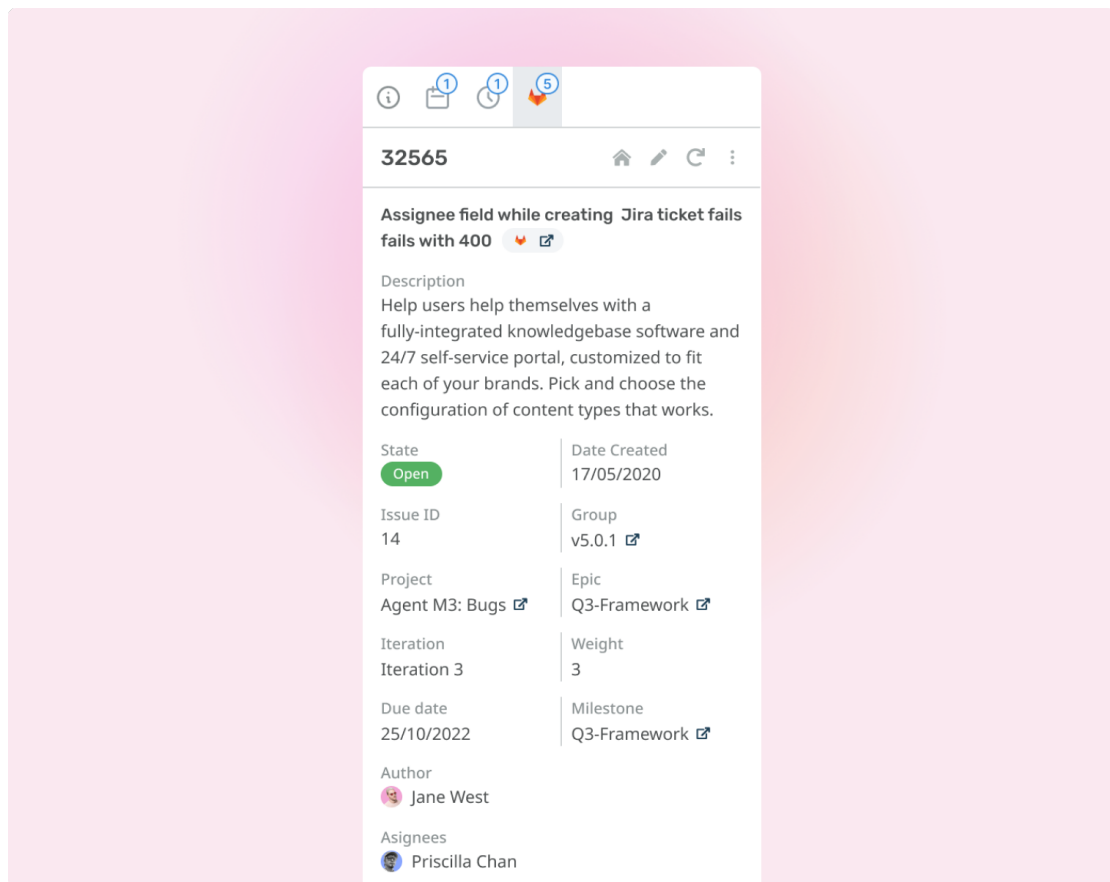 1 1 5
32565
Assignee field while creating Jira ticket fails
fails with 400
Description
Help users help themselves with a
fully-integrated knowledgebase software and
24/7 self-service portal, customized to fit
each of your brands. Pick and choose the
configuration of content types that works.
State Date Created
Open 17/05/2020
Issue ID Group
14 v5.0.1
Project Epic
Agent M3: Bugs Q3-Framework
Iteration Weight
Iteration 3 3
Due date Milestone
25/10/2022 Q3-Framework
Author
Jane West
Asignees
Priscilla Chan